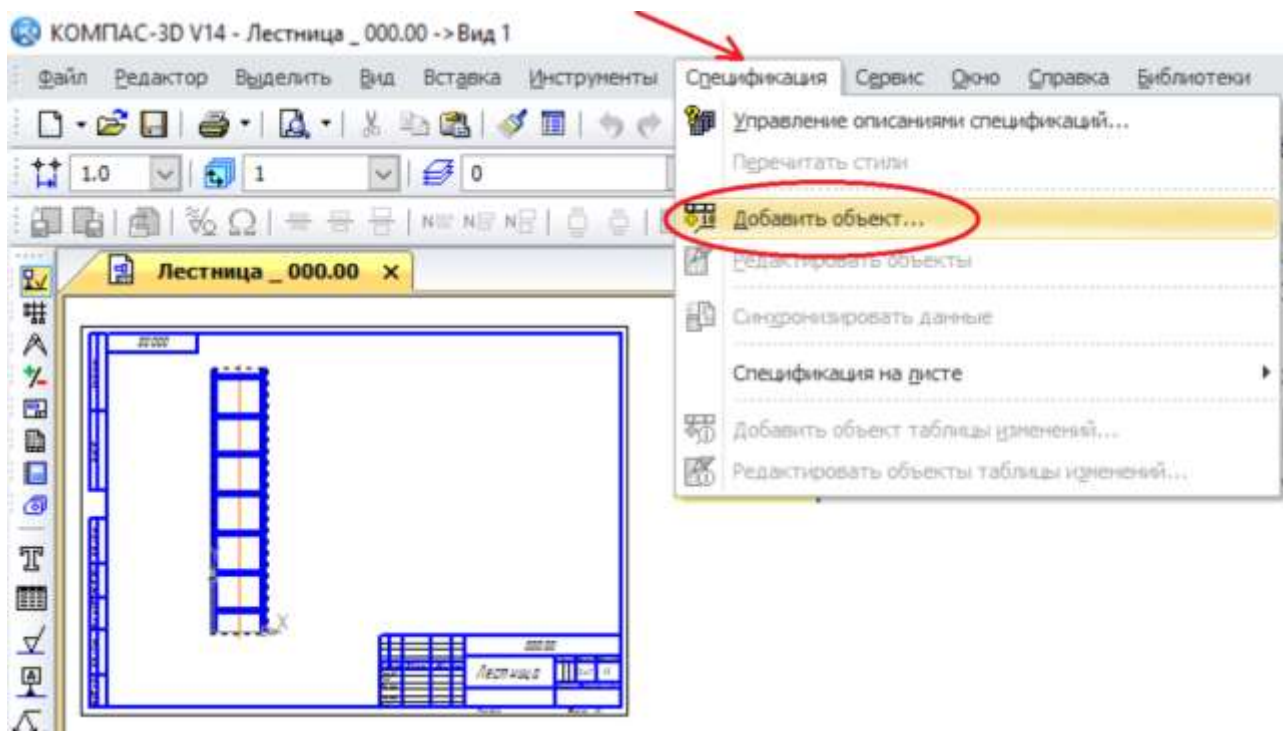 КОМПАС-3D V14 - Лестница _ 000.00 ->Вид 1
Файл Редактор Выделить Вид Вставка Инструменты Спецификация Сервис Окно Справка Библиотеки
Управление описаниями спецификаций...
Перечитать стили
1.0 1 0
Добавить объект...
Лестница _ 000.00
Редактировать объекты
Синхронизировать данные
Спецификация на листе
Добавить объект таблицы изменений...
Редактировать объекты таблицы изменений...
X
000.00
Лестница